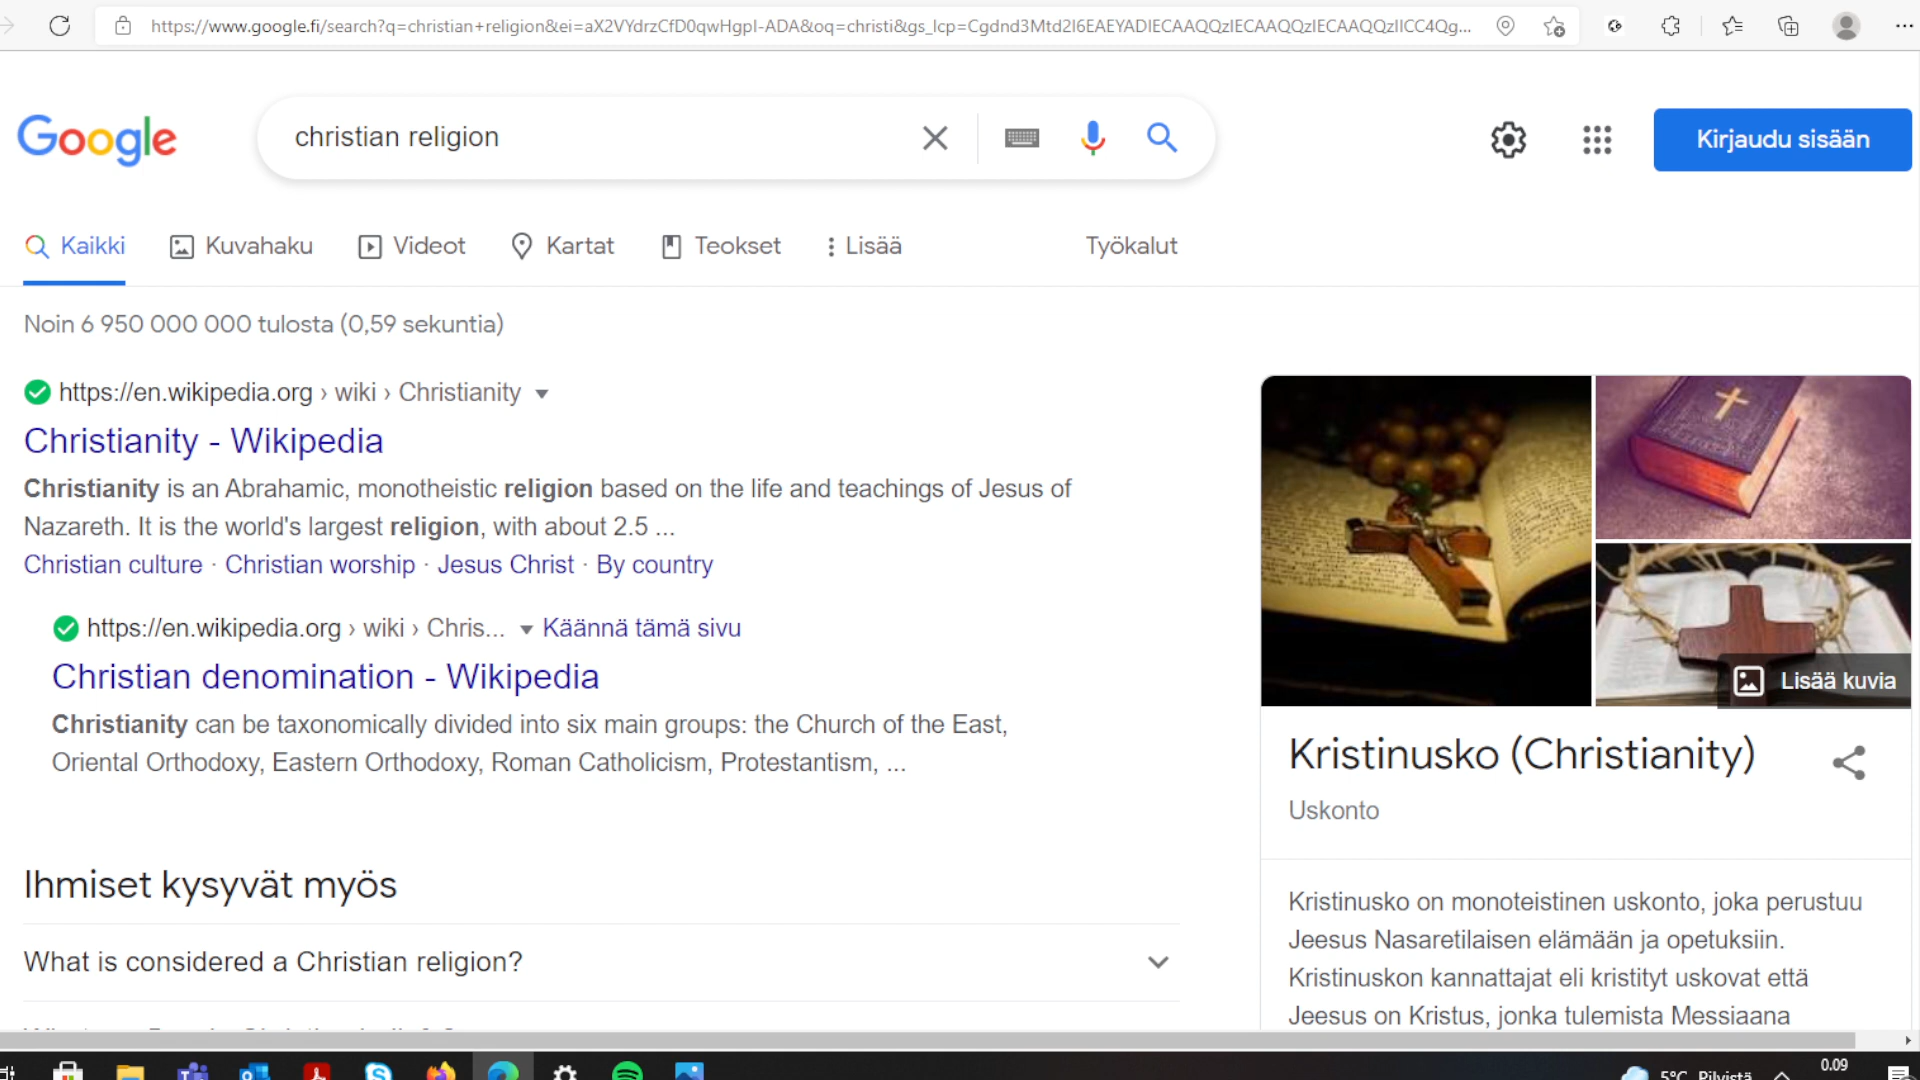 https://www.google.fi/search?q=christian+religion&ei=aX2VYdrzCfD0qwHgpI-ADA&oq=christi&gs_lcp=Cgdnd3Mtd2l6EAEYADIECAAQQzIECAAQQzIECAAQQzIICC4Qg...
Google
christian religion
Kirjaudu sisään
Kaikki
Kuvahaku
Videot
Kartat
Teokset
Lisää
Työkalut
Noin 6 950 000 000 tulosta (0,59 sekuntia)
https://en.wikipedia.org › wiki › Christianity
Christianity - Wikipedia
Christianity is an Abrahamic, monotheistic religion based on the life and teachings of Jesus of
Nazareth. It is the world's largest religion, with about 2.5 ...
Christian culture · Christian worship · Jesus Christ · By country
https://en.wikipedia.org › wiki › Chris... Käännä tämä sivu
Christian denomination - Wikipedia
Christianity can be taxonomically divided into six main groups: the Church of the East,
Oriental Orthodoxy, Eastern Orthodoxy, Roman Catholicism, Protestantism, ...
Ihmiset kysyvät myös
What is considered a Christian religion?
Lisää kuvia
Kristinusko (Christianity)
Uskonto
Kristinusko on monoteistinen uskonto, joka perustuu
Jeesus Nasaretilaisen elämään ja opetuksiin.
Kristinuskon kannattajat eli kristityt uskovat että
Jeesus on Kristus, jonka tulemista Messiaana
5°C Pilvistä
0.09